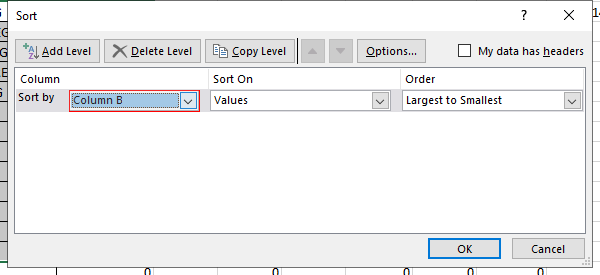 Sort
?
Add Level
Delete Level
Copy Level
Options...
My data has headers
Column
Sort On
Order
Sort by
Column B
Values
Largest to Smallest
OK
Cancel
0 0 0 0 0